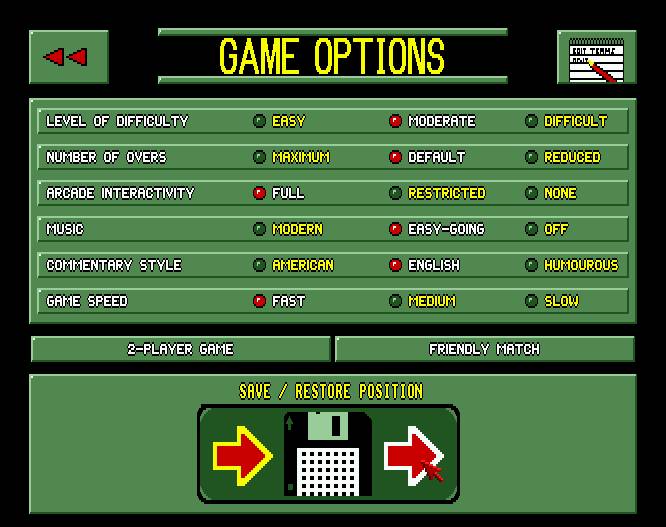 GAME OPTIONS
EDIT TEAMS
LEVEL OF DIFFICULTY EASY MODERATE DIFFICULT
NUMBER OF OVERS MAXIMUM DEFAULT REDUCED
ARCADE INTERACTIVITY FULL RESTRICTED NONE
MUSIC MODERN EASY-GOING OFF
COMMENTARY STYLE AMERICAN ENGLISH HUMOUROUS
GAME SPEED FAST MEDIUM SLOW
2-PLAYER GAME FRIENDLY MATCH
SAVE / RESTORE POSITION